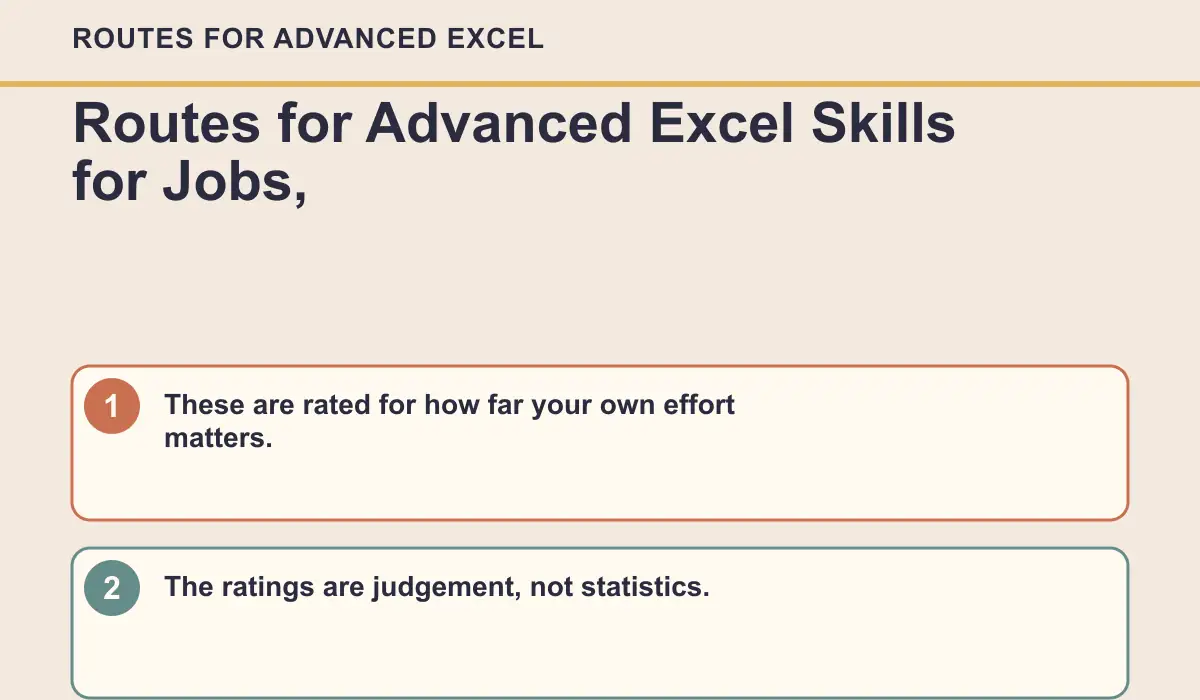 ROUTES FOR ADVANCED EXCEL
Routes for Advanced Excel Skills
for Jobs,
1
These are rated for how far your own effort
matters.
2
The ratings are judgement, not statistics.